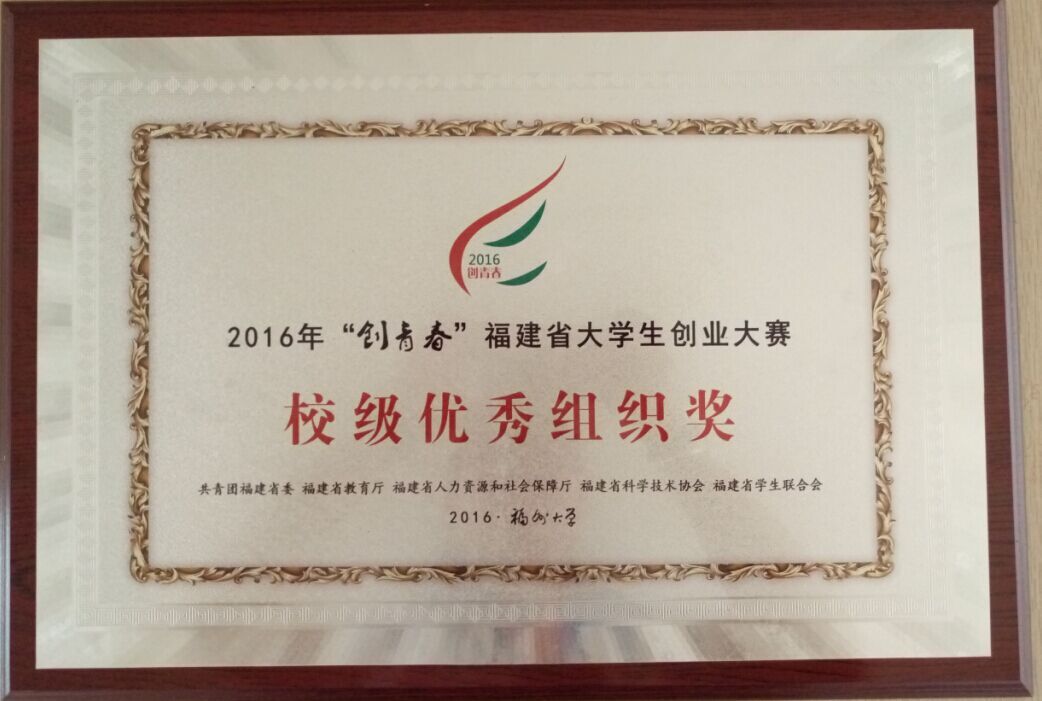 2016
创青春
2016年“创青春”福建省大学生创业大赛
校级优秀组织奖
共青团福建省委 福建省教育厅 福建省人力资源和社会保障厅 福建省科学技术协会 福建省学生联合会
2016·福州大学